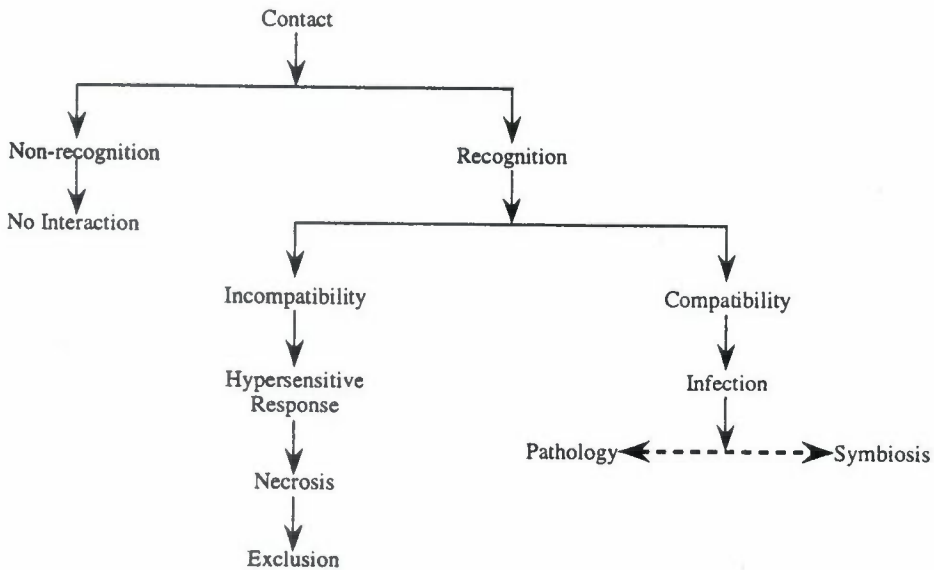 Contact
Non-recognition
Recognition
No Interaction
Incompatibility
Compatibility
Hypersensitive
Response
Infection
Pathology
Symbiosis
Necrosis
Exclusion